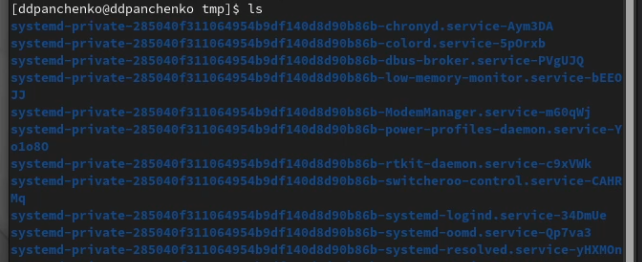 [ddpanchenko@ddpanchenko tmp]$ ls
systemd-private-285040f311064954b9df140d8d90b86b-chronyd.service-Aym3DA
systemd-private-285040f311064954b9df140d8d90b86b-colord.service-5pOrxb
systemd-private-285040f311064954b9df140d8d90b86b-dbus-broker.service-PVgUJQ
systemd-private-285040f311064954b9df140d8d90b86b-low-memory-monitor.service-bEEO
JJ
systemd-private-285040f311064954b9df140d8d90b86b-ModemManager.service-mG0qWj
systemd-private-285040f311064954b9df140d8d90b86b-power-profiles-daemon.service-Y
olo8O
systemd-private-285040f311064954b9df140d8d90b86b-rtkit-daemon.service-c9xVWk
systemd-private-285040f311064954b9df140d8d90b86b-switcheroo-control.service-CAHR
Mq
systemd-private-285040f311064954b9df140d8d90b86b-systemd-logind.service-34DmUe
systemd-private-285040f311064954b9df140d8d90b86b-systemd-oomd.service-Qp7va3
systemd-private-285040f311064954b9df140d8d90b86b-systemd-resolved.service-yHXMOn